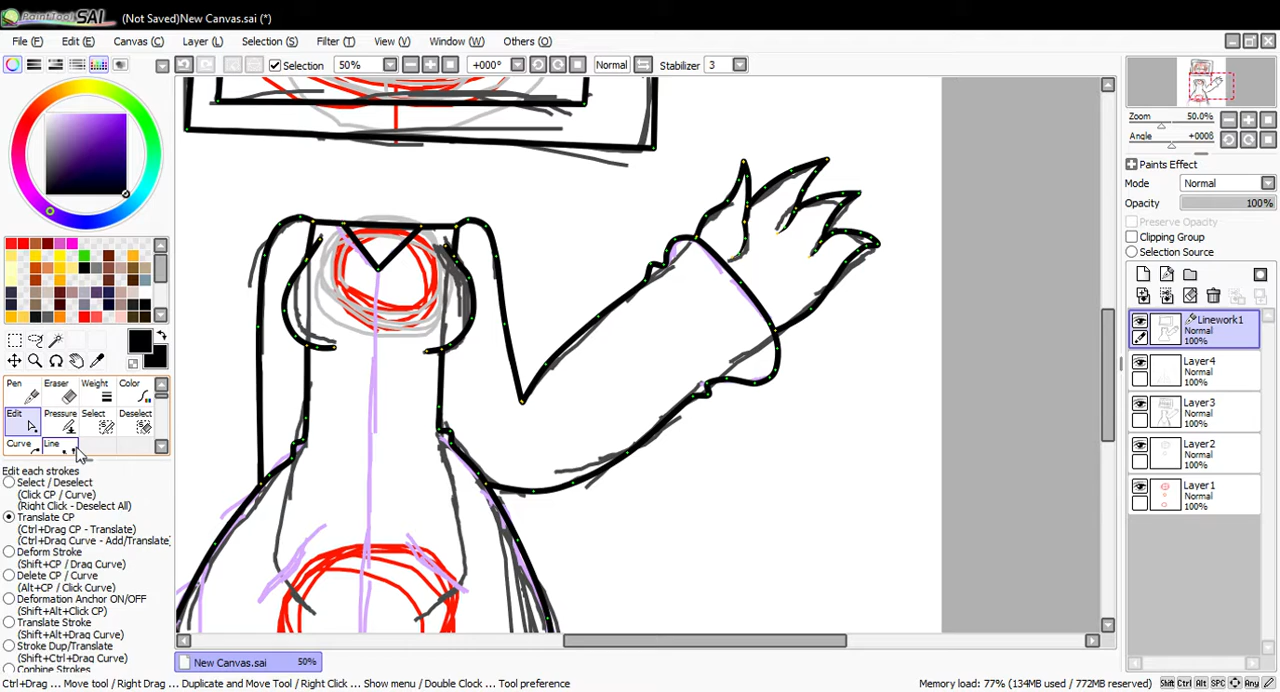 PaintTool SAI (Not Saved)New Canvas.sai (*)
File (F) Edit (E) Canvas (C) Layer (L) Selection (S) Filter (T) View (V) Window (W) Others (O)
Selection 50% +000° Normal Stabilizer 3
Zoom 50.0%
Angle +000θ
Paints Effect
Mode Normal
Opacity 100%
Preserve Opacity
Clipping Group
Selection Source
Linework1
Normal
100%
Layer4
Normal
100%
Layer3
Normal
100%
Layer2
Normal
100%
Layer1
Normal
100%
Pen Eraser Weight Color
Edit Pressure Select Deselect
Curve Line
Edit each strokes
Select / Deselect
(Click CP / Curve)
(Right Click - Deselect All)
Translate CP
(Ctrl+Drag CP - Translate)
(Ctrl+Drag Curve - Add/Translate)
Deform Stroke
(Shift+CP / Drag Curve)
Delete CP / Curve
(Alt+CP / Click Curve)
Deformation Anchor ON/OFF
(Shift+Alt+Click CP)
Translate Stroke
(Shift+Alt+Drag Curve)
Stroke Dup/Translate
(Shift+Ctrl+Drag Curve)
Combine Strokes
New Canvas.sai 50%
Ctrl+Drag ... Move tool / Right Drag ... Duplicate and Move Tool / Right Click ... Show menu / Double Clock ... Tool preference
Memory load: 77% (133% MAX) Shift Ctrl Alt SPC Any